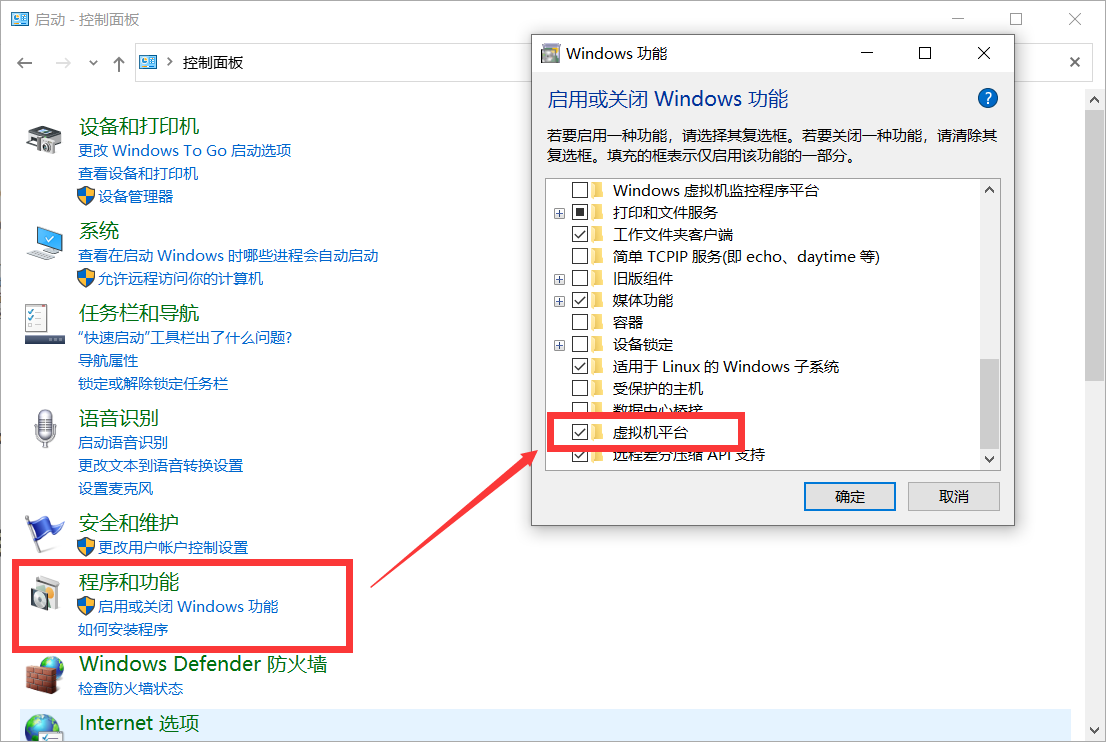 启动 - 控制面板
控制面板
设备和打印机
更改 Windows To Go 启动选项
查看设备和打印机
设备管理器
系统
查看在启动 Windows 时哪些进程会自动启动
允许远程访问你的计算机
任务栏和导航
“快速启动”工具栏出了什么问题?
导航属性
锁定或解除锁定任务栏
语音识别
启动语音识别
更改文本到语音转换设置
设置麦克风
安全和维护
更改用户帐户控制设置
程序和功能
启用或关闭 Windows 功能
如何安装程序
Windows Defender 防火墙
检查防火墙状态
Internet 选项
Windows 功能
启用或关闭 Windows 功能
若要启用一种功能，请选择其复选框。若要关闭一种功能，请清除其
复选框。填充的框表示仅启用该功能的一部分。
Windows 虚拟机监控程序平台
打印和文件服务
工作文件夹客户端
简单 TCPIP 服务(即 echo、daytime 等)
旧版组件
媒体功能
容器
设备锁定
适用于 Linux 的 Windows 子系统
受保护的主机
数据中心桥接
虚拟机平台
远程差分压缩 API 支持
确定
取消